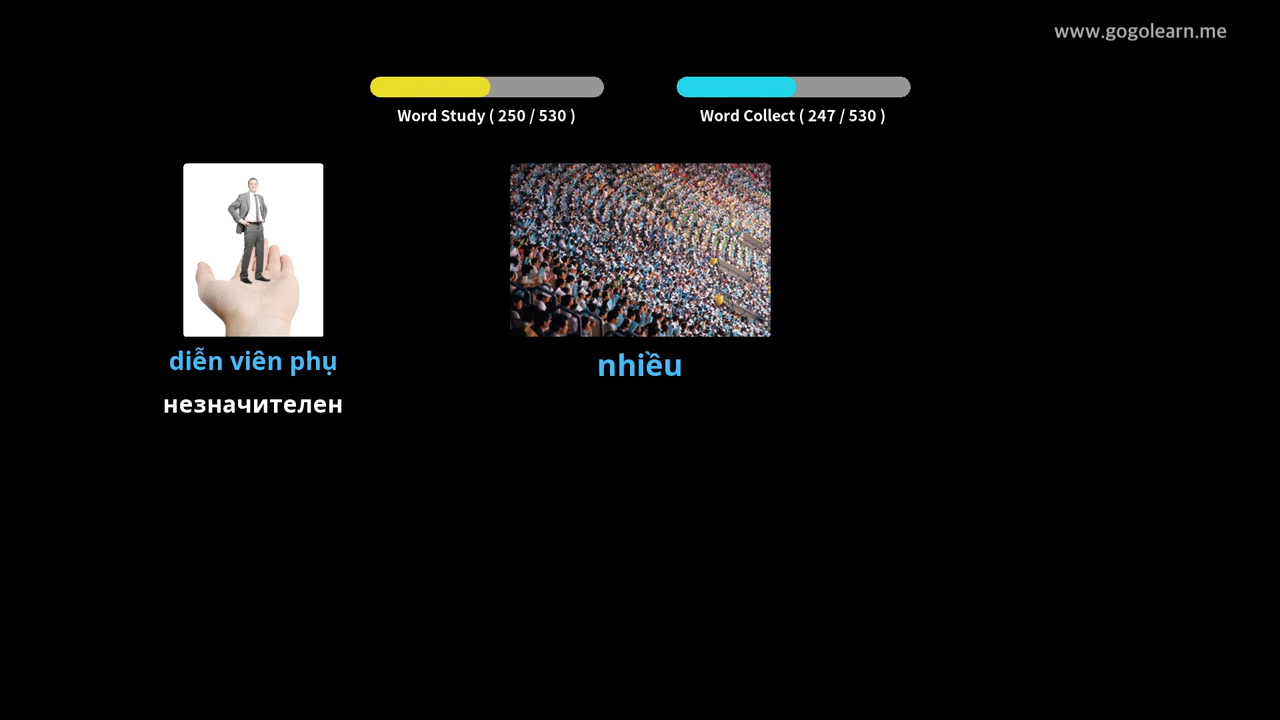 www.gogolearn.me
Word Study ( 250 / 530 )
Word Collect ( 247 / 530 )
diễn viên phụ
незначителен
nhiều